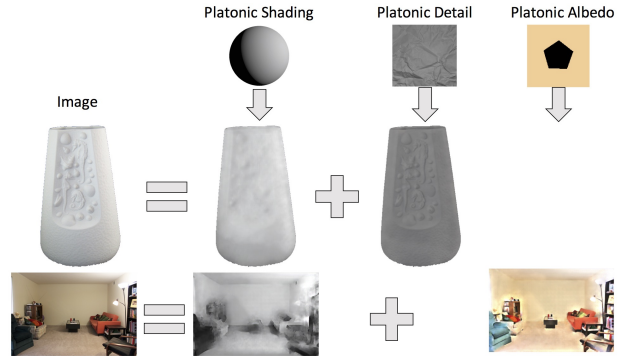 Platonic Shading
Platonic Detail
Platonic Albedo
Image